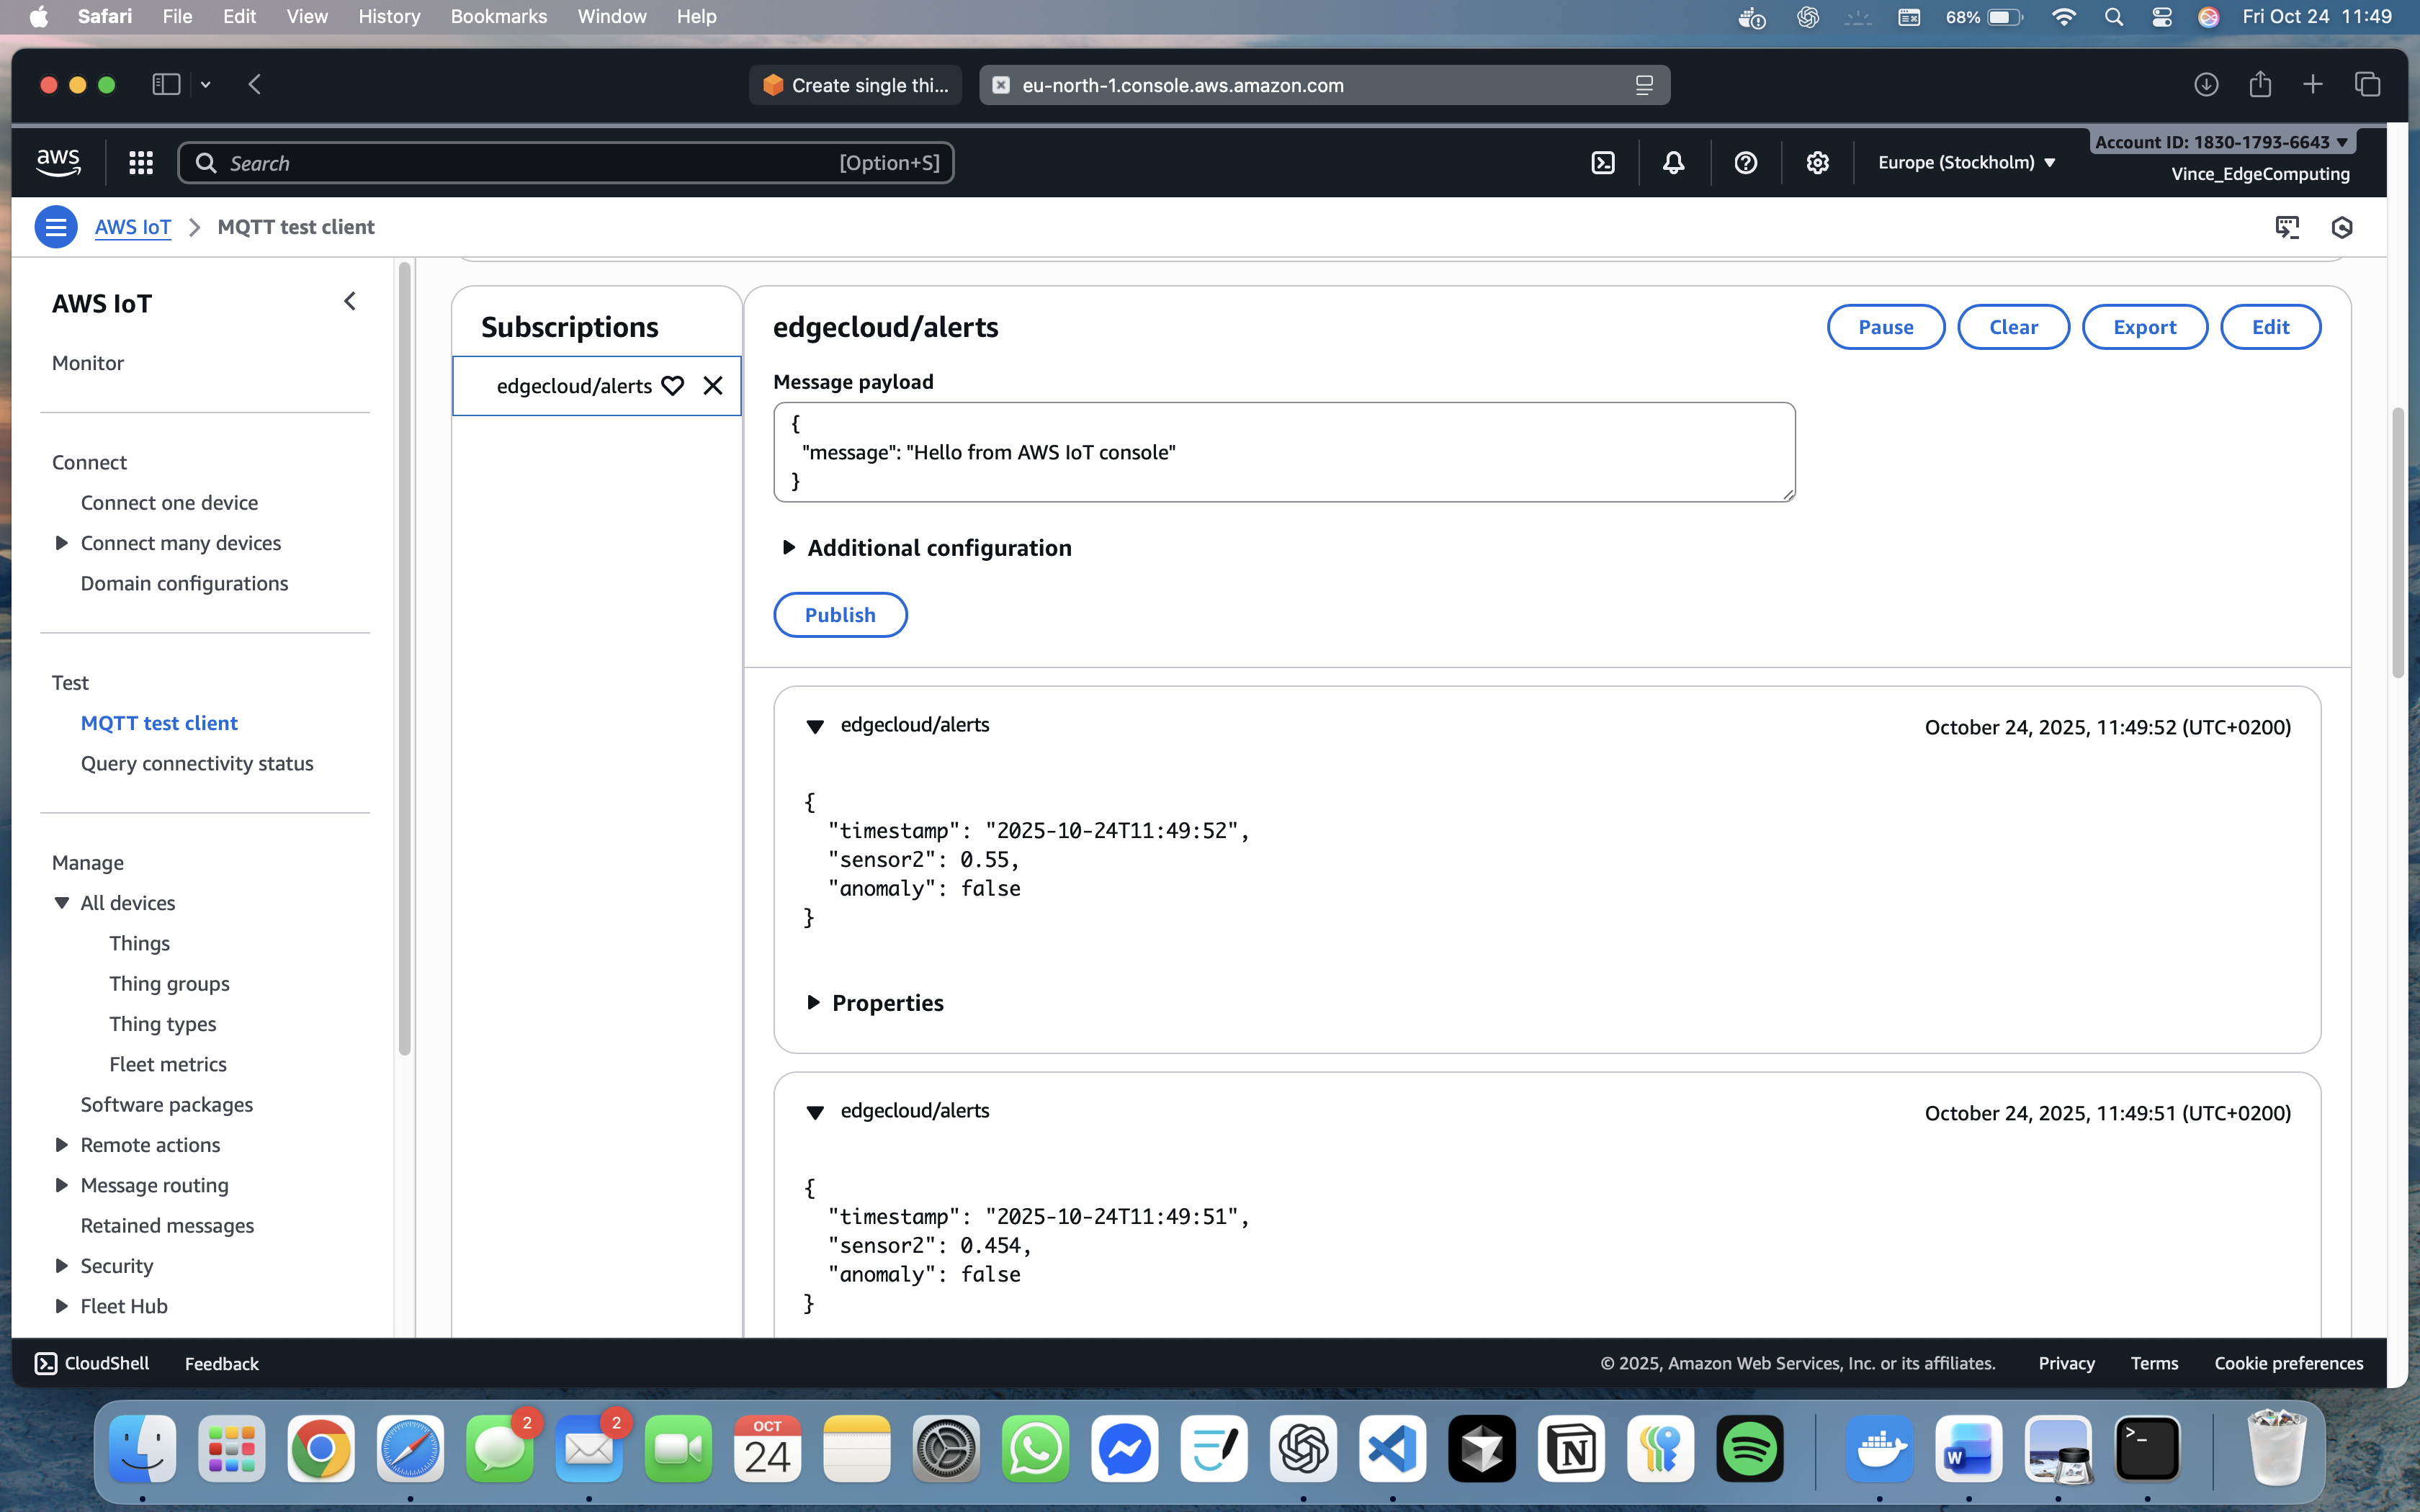 Safari File Edit View History Bookmarks Window Help 68% Fri Oct 24 11:49
Create single thi... eu-north-1.console.aws.amazon.com
aws Search [Option+S] Europe (Stockholm) Account ID: 1830-1793-6643
Vince_EdgeComputing
AWS IoT MQTT test client
AWS IoT
Monitor
Connect
Connect one device
Connect many devices
Domain configurations
Test
MQTT test client
Query connectivity status
Manage
All devices
Things
Thing groups
Thing types
Fleet metrics
Software packages
Remote actions
Message routing
Retained messages
Security
Fleet Hub
Subscriptions
edgecloud/alerts
edgecloud/alerts
Pause Clear Export Edit
Message payload
{
"message": "Hello from AWS IoT console"
}
Additional configuration
Publish
edgecloud/alerts October 24, 2025, 11:49:52 (UTC+0200)
{
"timestamp": "2025-10-24T11:49:52",
"sensor2": 0.55,
"anomaly": false
}
Properties
edgecloud/alerts October 24, 2025, 11:49:51 (UTC+0200)
{
"timestamp": "2025-10-24T11:49:51",
"sensor2": 0.454,
"anomaly": false
}
CloudShell Feedback © 2025, Amazon Web Services, Inc. or its affiliates. Privacy Terms Cookie preferences
2 2 OCT
24